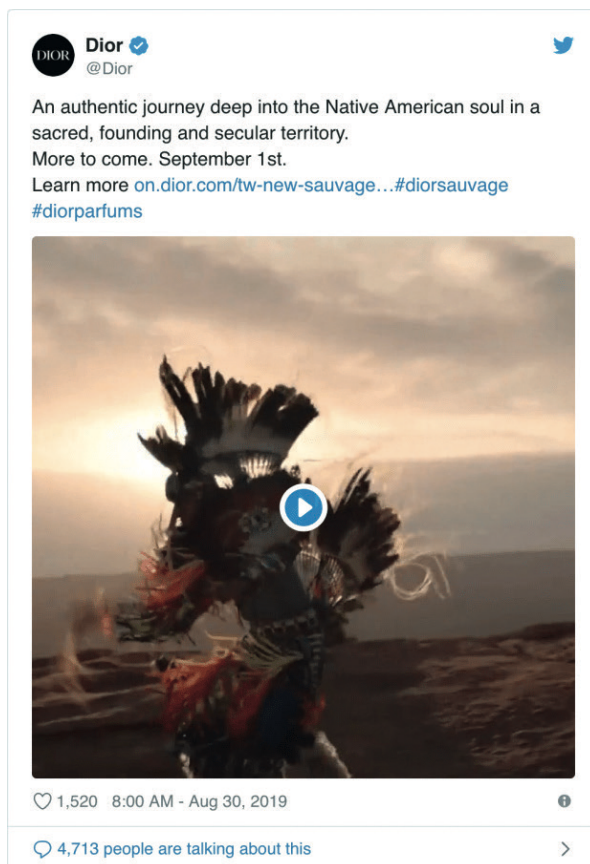 DIOR
Dior
@Dior
An authentic journey deep into the Native American soul in a
sacred, founding and secular territory.
More to come. September 1st.
Learn more on.dior.com/tw-new-sauvage…#diorsauvage
#diorparfums
1,520 8:00 AM - Aug 30, 2019
4,713 people are talking about this